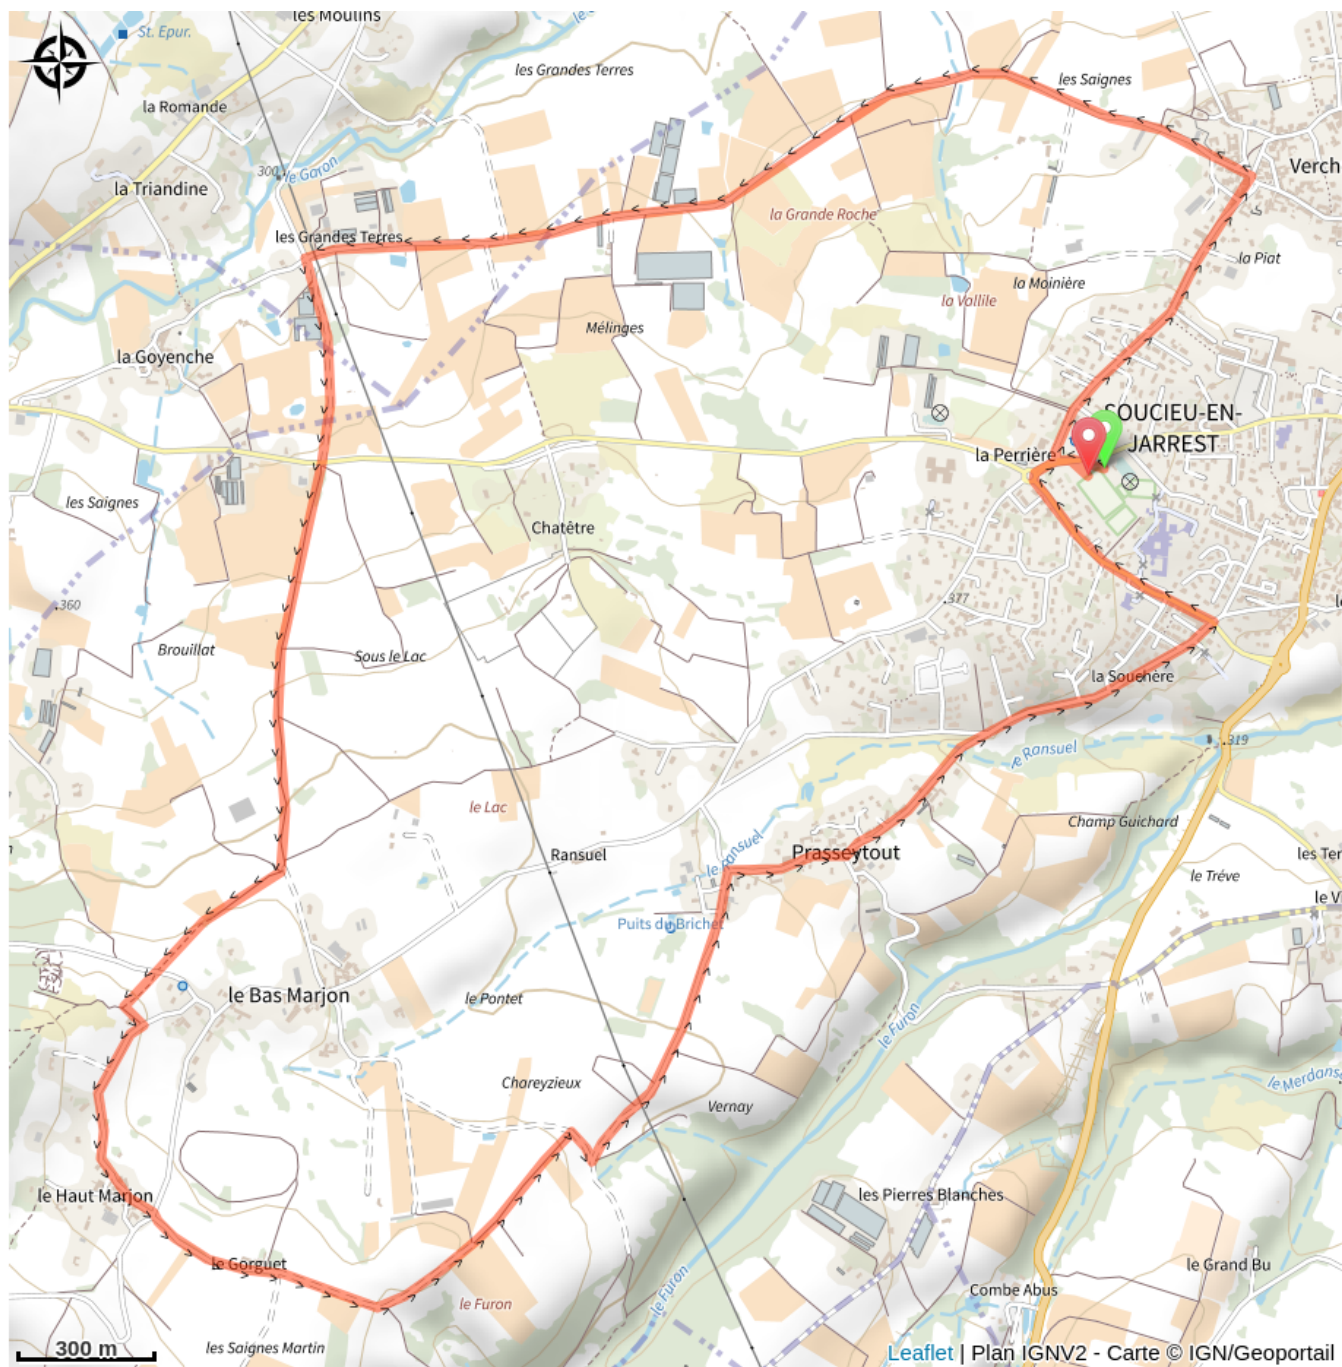 les Moulins
St. Epur.
le
les Grandes Terres
les Saignes
la Romande
Verch
300
le Garon
la Triandine
la Grande Roche
les Grandes Terres
la Piat
la Moinière
la Vallile
Mélinges
la Goyenche
SOUCIEU-EN-
JARREST
la Perrière
les Saignes
Chatêtre
360
377
Brouillat
Sous le Lac
la Souchère
le Ransuel
319
le Lac
Champ Guichard
Ransuel
le Ransuel
Prasseytout
les Ter
le Tréve
le V
Puits du Brichet
le Bas Marjon
le Pontet
le Furon
Chareyzieux
Vernay
le Merdans
le Haut Marjon
les Pierres Blanches
le Gorguet
le Grand Bu
le Furon
le Furon
Combe Abus
les Saignes Martin
300 m
Leaflet | Plan IGNV2 - Carte © IGN/Geoportail